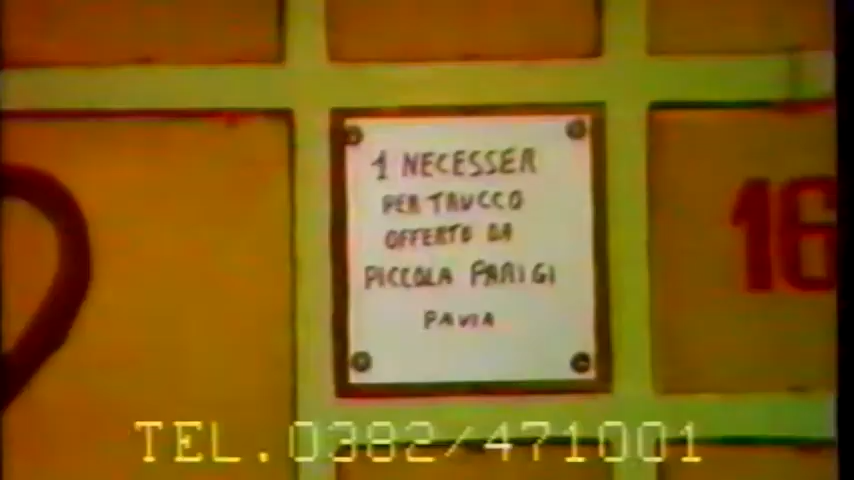 1 NECESSER
PER TRUCCO
OFFERTO DA
PICCOLA PARIGI
PAVIA
16
TEL.0382/471001